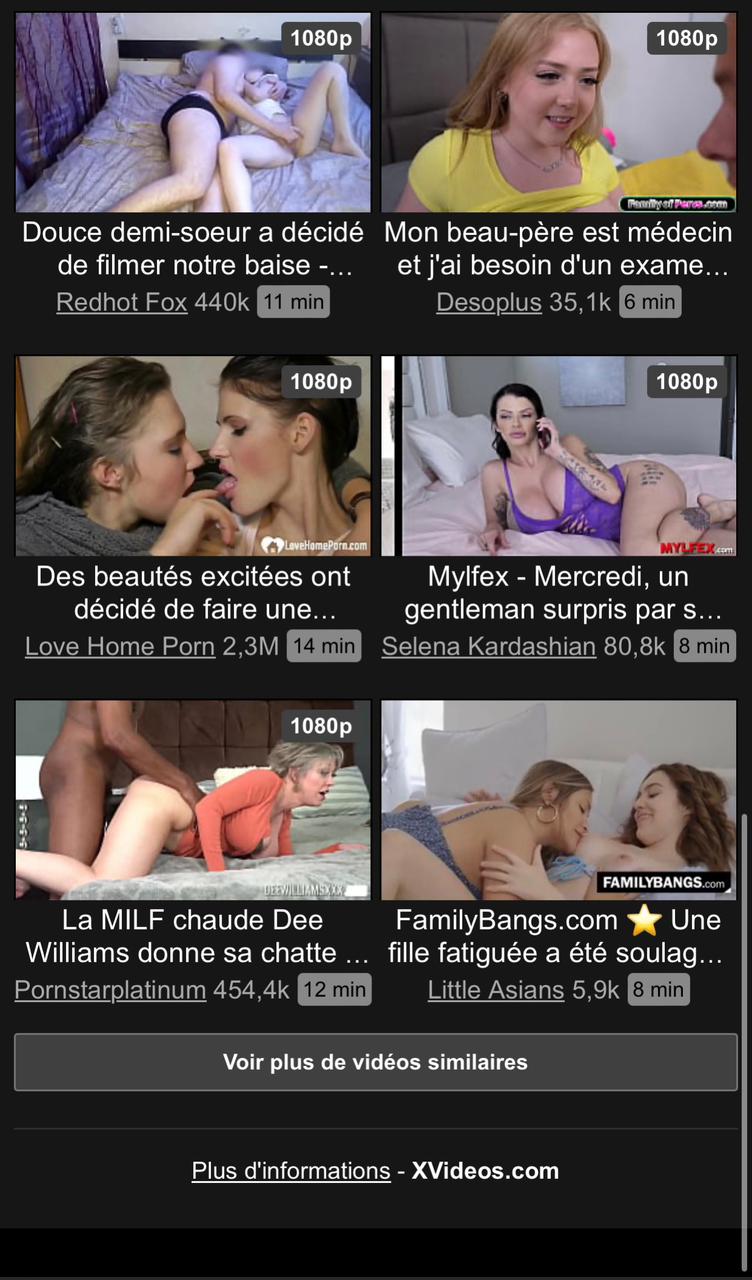 1080p
1080p
FamilyofPervs.com
Douce demi-soeur a décidé
de filmer notre baise -...
Redhot Fox 440k 11 min
Mon beau-père est médecin
et j'ai besoin d'un exame...
Desoplus 35,1k 6 min
1080p
LoveHomePorn.com
1080p
MYLFEX.com
Des beautés excitées ont
décidé de faire une...
Love Home Porn 2,3M 14 min
Mylfex - Mercredi, un
gentleman surpris par s...
Selena Kardashian 80,8k 8 min
1080p
DEEWILLIAMSXXX
FAMILYBANGS.com
La MILF chaude Dee
Williams donne sa chatte ...
Pornstarplatinum 454,4k 12 min
FamilyBangs.com ⭐ Une
fille fatiguée a été soulag...
Little Asians 5,9k 8 min
Voir plus de vidéos similaires
Plus d'informations - XVideos.com